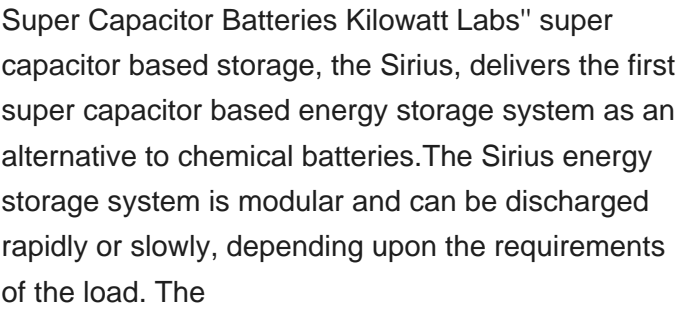 Super Capacitor Batteries Kilowatt Labs" super
capacitor based storage, the Sirius, delivers the first
super capacitor based energy storage system as an
alternative to chemical batteries.The Sirius energy
storage system is modular and can be discharged
rapidly or slowly, depending upon the requirements
of the load. The